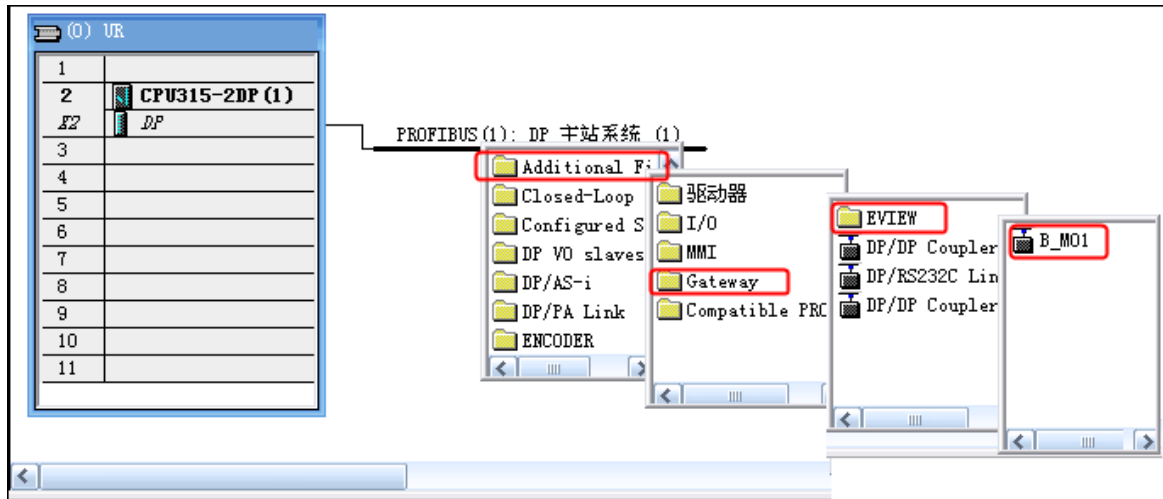 (0) UR
1
2 CPU315-2DP(1)
X2 DP
3
4
5
6
7
8
9
10
11
PROFIBUS(1): DP 主站系统 (1)
Additional Fi
Closed-Loop
Configured S
DP V0 slaves
DP/AS-i
DP/PA Link
ENCODER
驱动器
I/O
MMI
Gateway
Compatible PRO
EVIEW
DP/DP Coupler
DP/RS232C Lin
DP/DP Coupler
B_MO1